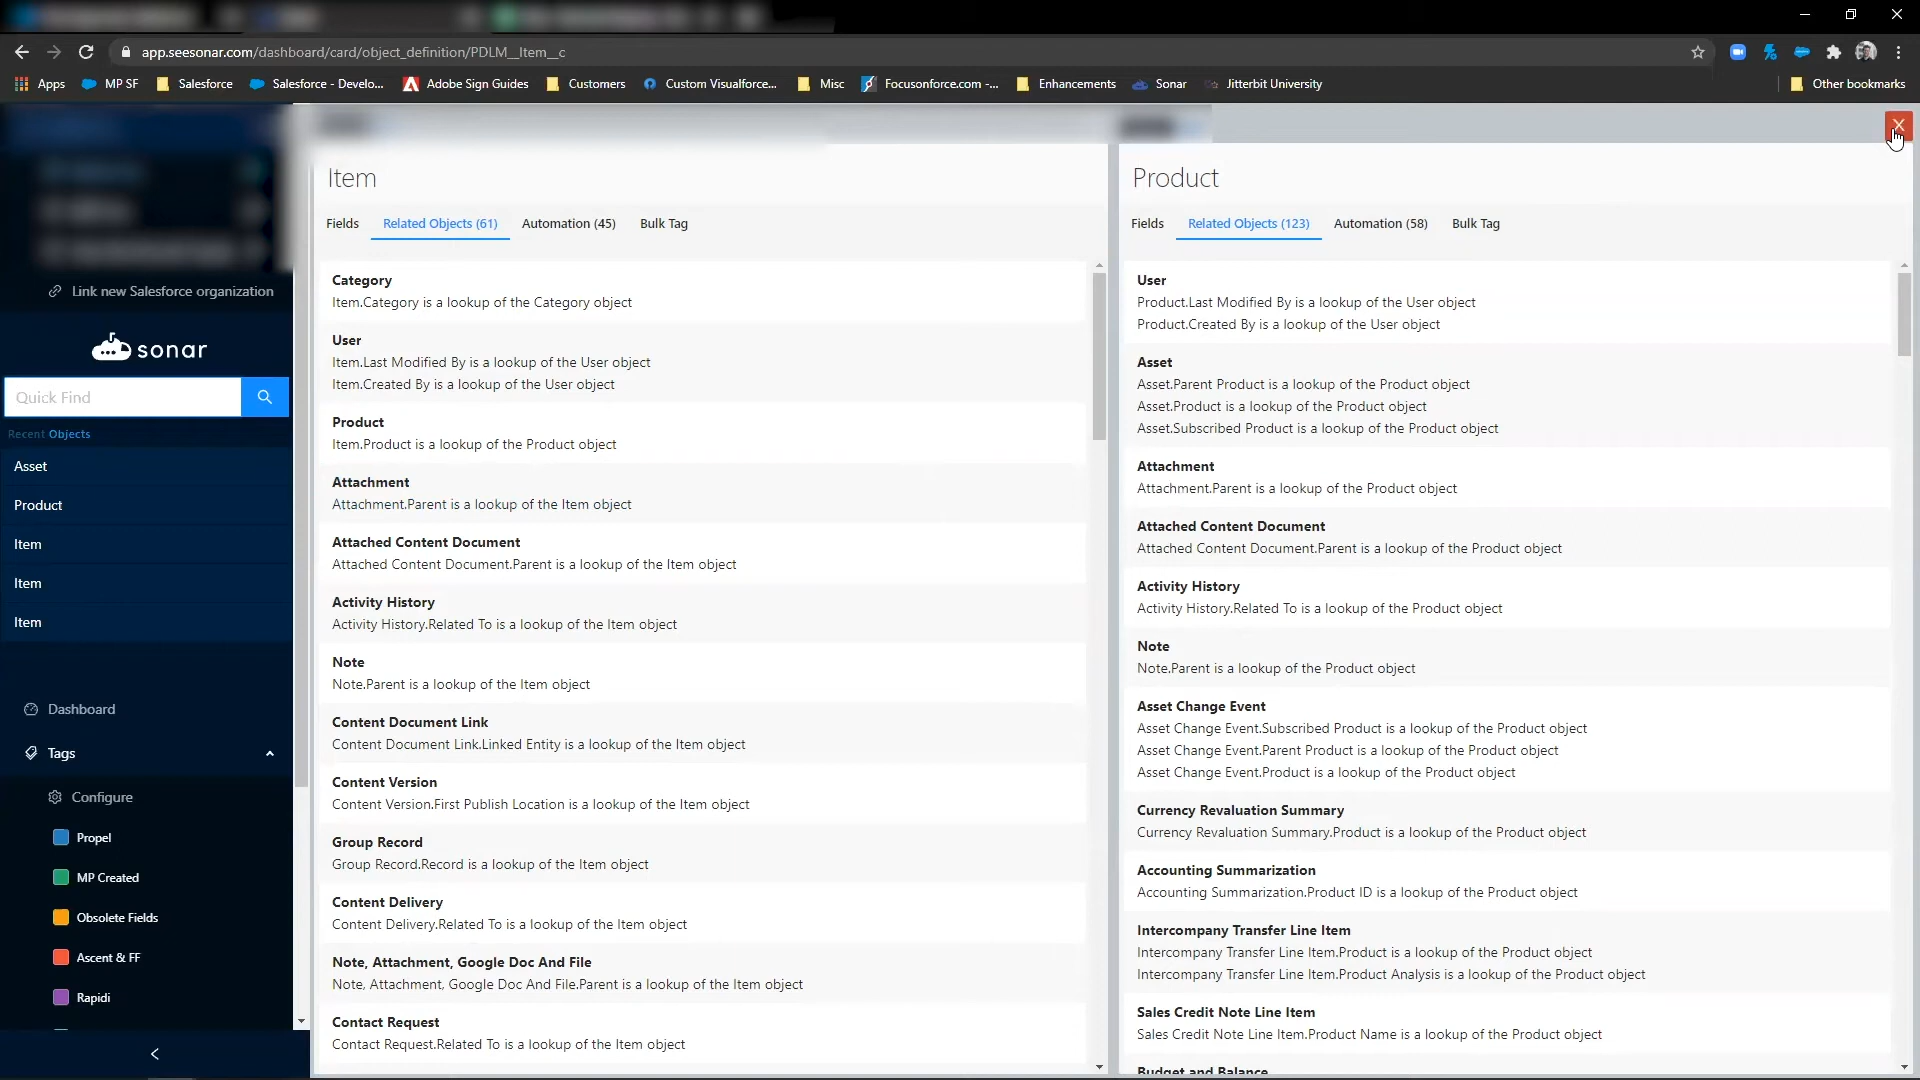 app.seesonar.com/dashboard/card/object_definition/PDLM__Item__c
Apps
MP SF
Salesforce
Salesforce - Develo...
Adobe Sign Guides
Customers
Custom Visualforce...
Misc
Focusonforce.com -...
Enhancements
Sonar
Jitterbit University
Other bookmarks
Link new Salesforce organization
sonar
Quick Find
Recent Objects
Asset
Product
Item
Item
Item
Dashboard
Tags
Configure
Propel
MP Created
Obsolete Fields
Ascent & FF
Rapidi
Item
Fields
Related Objects (61)
Automation (45)
Bulk Tag
Category
Item.Category is a lookup of the Category object
User
Item.Last Modified By is a lookup of the User object
Item.Created By is a lookup of the User object
Product
Item.Product is a lookup of the Product object
Attachment
Attachment.Parent is a lookup of the Item object
Attached Content Document
Attached Content Document.Parent is a lookup of the Item object
Activity History
Activity History.Related To is a lookup of the Item object
Note
Note.Parent is a lookup of the Item object
Content Document Link
Content Document Link.Linked Entity is a lookup of the Item object
Content Version
Content Version.First Publish Location is a lookup of the Item object
Group Record
Group Record.Record is a lookup of the Item object
Content Delivery
Content Delivery.Related To is a lookup of the Item object
Note, Attachment, Google Doc And File
Note, Attachment, Google Doc And File.Parent is a lookup of the Item object
Contact Request
Contact Request.Related To is a lookup of the Item object
Product
Fields
Related Objects (123)
Automation (58)
Bulk Tag
User
Product.Last Modified By is a lookup of the User object
Product.Created By is a lookup of the User object
Asset
Asset.Parent Product is a lookup of the Product object
Asset.Product is a lookup of the Product object
Asset.Subscribed Product is a lookup of the Product object
Attachment
Attachment.Parent is a lookup of the Product object
Attached Content Document
Attached Content Document.Parent is a lookup of the Product object
Activity History
Activity History.Related To is a lookup of the Product object
Note
Note.Parent is a lookup of the Product object
Asset Change Event
Asset Change Event.Subscribed Product is a lookup of the Product object
Asset Change Event.Parent Product is a lookup of the Product object
Asset Change Event.Product is a lookup of the Product object
Currency Revaluation Summary
Currency Revaluation Summary.Product is a lookup of the Product object
Accounting Summarization
Accounting Summarization.Product ID is a lookup of the Product object
Intercompany Transfer Line Item
Intercompany Transfer Line Item.Product is a lookup of the Product object
Intercompany Transfer Line Item.Product Analysis is a lookup of the Product object
Sales Credit Note Line Item
Sales Credit Note Line Item.Product Name is a lookup of the Product object
Budget and Balance